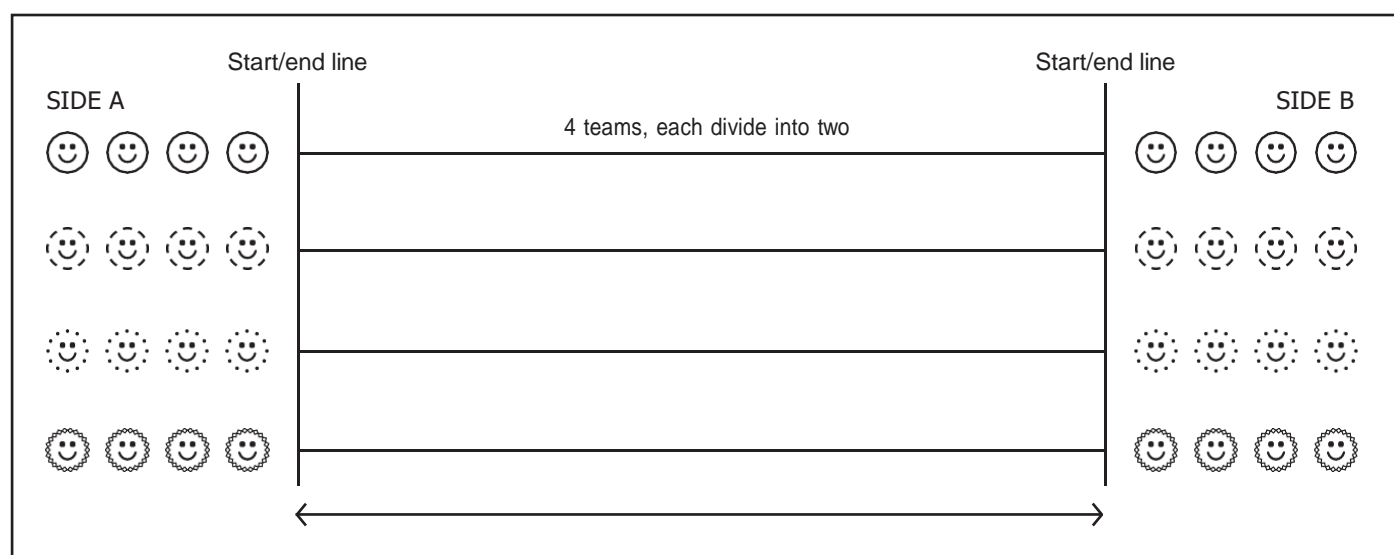 Start/end line
Start/end line
SIDE A
SIDE B
4 teams, each divide into two